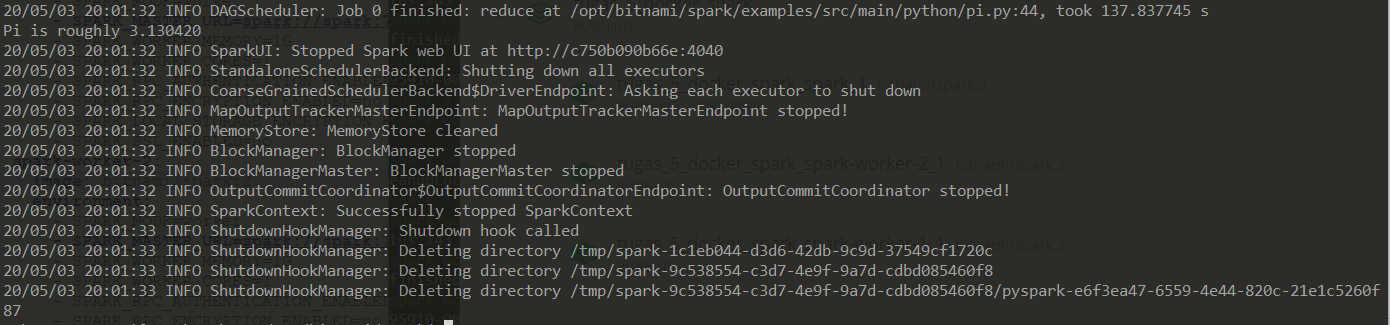 20/05/03 20:01:32 INFO DAGScheduler: Job 0 finished: reduce at /opt/bitnami/spark/examples/src/main/python/pi.py:44, took 137.837745 s
Pi is roughly 3.130420
20/05/03 20:01:32 INFO SparkUI: Stopped Spark web UI at http://c750b090b66e:4040
20/05/03 20:01:32 INFO StandaloneSchedulerBackend: Shutting down all executors
20/05/03 20:01:32 INFO CoarseGrainedSchedulerBackend$DriverEndpoint: Asking each executor to shut down
20/05/03 20:01:32 INFO MapOutputTrackerMasterEndpoint: MapOutputTrackerMasterEndpoint stopped!
20/05/03 20:01:32 INFO MemoryStore: MemoryStore cleared
20/05/03 20:01:32 INFO BlockManager: BlockManager stopped
20/05/03 20:01:32 INFO BlockManagerMaster: BlockManagerMaster stopped
20/05/03 20:01:32 INFO OutputCommitCoordinator$OutputCommitCoordinatorEndpoint: OutputCommitCoordinator stopped!
20/05/03 20:01:32 INFO SparkContext: Successfully stopped SparkContext
20/05/03 20:01:33 INFO ShutdownHookManager: Shutdown hook called
20/05/03 20:01:33 INFO ShutdownHookManager: Deleting directory /tmp/spark-1c1eb044-d3d6-42db-9c9d-37549cf1720c
20/05/03 20:01:33 INFO ShutdownHookManager: Deleting directory /tmp/spark-9c538554-c3d7-4e9f-9a7d-cdbd085460f8
20/05/03 20:01:33 INFO ShutdownHookManager: Deleting directory /tmp/spark-9c538554-c3d7-4e9f-9a7d-cdbd085460f8/pyspark-e6f3ea47-6559-4e44-820c-21e1c5260f
87